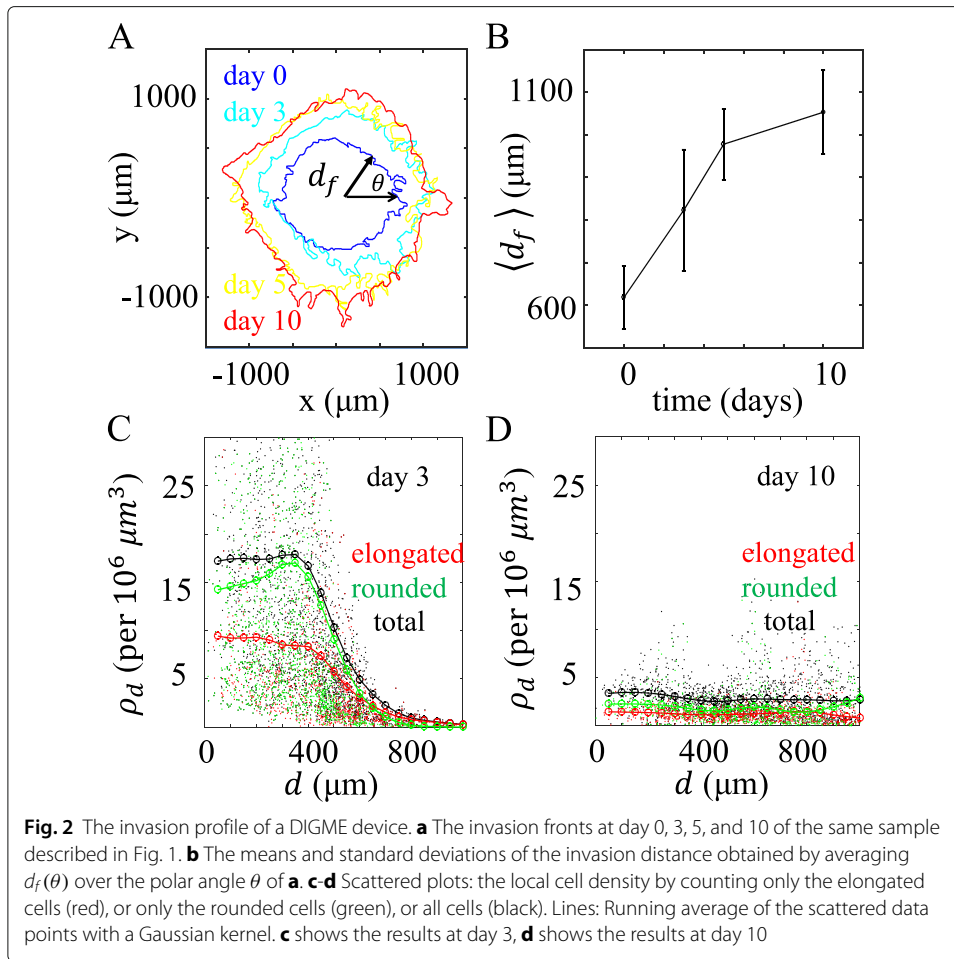 A
day 0
day 3
d_f
θ
day 5
day 10
1000
-1000
y (μm)
-1000
1000
x (μm)
B
1100
600
⟨d_f⟩ (μm)
0
10
time (days)
C
25
15
5
ρ_d (per 10^6 μm^3)
day 3
elongated
rounded
total
0
400
800
d (μm)
D
25
15
5
ρ_d (per 10^6 μm^3)
day 10
elongated
rounded
total
0
400
800
d (μm)
Fig. 2 The invasion profile of a DIGME device. a The invasion fronts at day 0, 3, 5, and 10 of the same sample
described in Fig. 1. b The means and standard deviations of the invasion distance obtained by averaging
d_f(θ) over the polar angle θ of a. c-d Scattered plots: the local cell density by counting only the elongated
cells (red), or only the rounded cells (green), or all cells (black). Lines: Running average of the scattered data
points with a Gaussian kernel. c shows the results at day 3, d shows the results at day 10